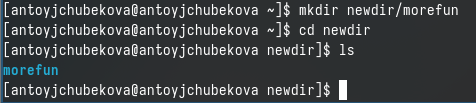 [antoyjchubekova@antoyjchubekova ~]$ mkdir newdir/morefun
[antoyjchubekova@antoyjchubekova ~]$ cd newdir
[antoyjchubekova@antoyjchubekova newdir]$ ls
morefun
[antoyjchubekova@antoyjchubekova newdir]$